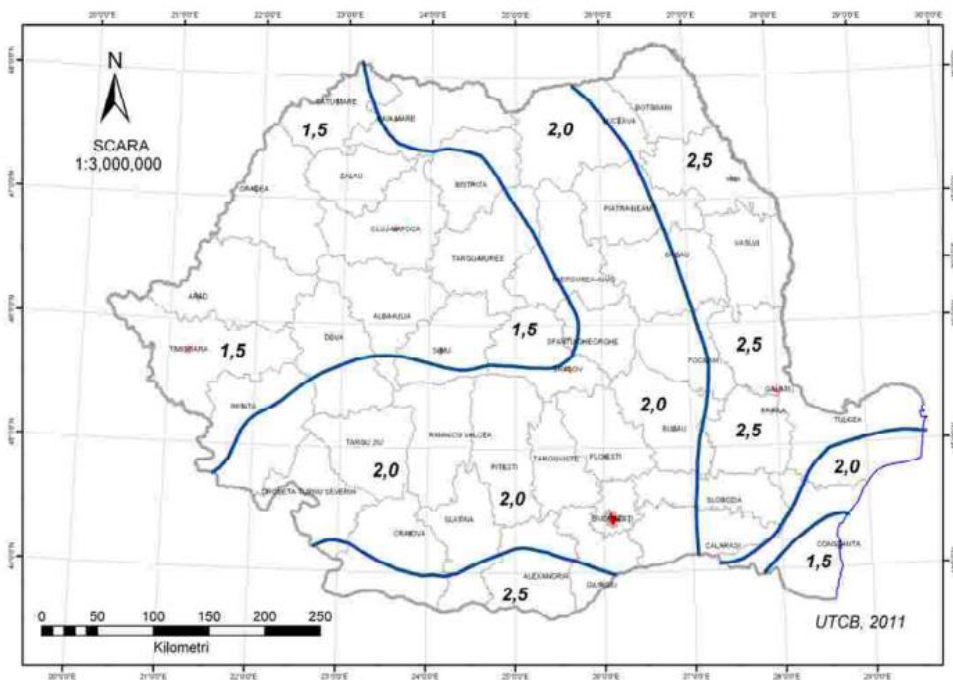 N
SCARA
1:3,000,000
SATU MARE
BAIA MARE
1,5
2,0
SUCEAVA
BOTOSANI
2,5
ORADEA
ZALAU
BISTRITA
CLUJ-NAPOCA
PIATRA NEAMT
TARGU-MURES
BACAU
VASLUI
ARAD
DEVA
ALBA-IULIA
SIBIU
1,5
SFANTU GHEORGHE
TIMISOARA
1,5
BRASOV
FOCSANI
2,5
GALATI
RESITA
2,0
BUZAU
BRAILA
2,5
TULCEA
TARGU JIU
RAMNICU VALCEA
TARGOVISTE
PLOIESTI
PITESTI
2,0
2,0
2,0
DROBETA-TURNU SEVERIN
SLATINA
CRAIOVA
BUCURESTI
SLOBOZIA
CALARASI
CONSTANTA
1,5
ALEXANDRIA
GIURGIU
2,5
0 50 100 150 200 250
Kilometri
UTCB, 2011